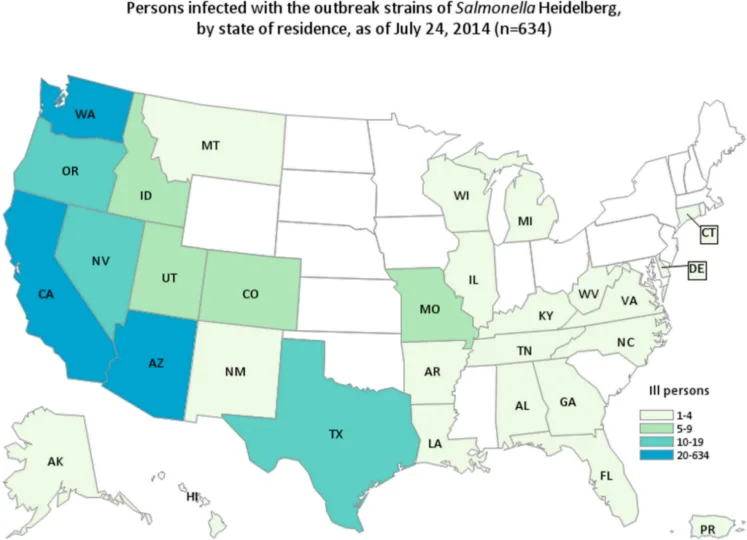 Persons infected with the outbreak strains of Salmonella Heidelberg,
by state of residence, as of July 24, 2014 (n=634)
WA
MT
OR
ID
WI
MI
CT
NV
UT
CO
CA
IL
DE
MO
WV
VA
KY
NC
AZ
NM
TN
AR
AL
GA
Ill persons
1-4
5-9
10-19
20-634
TX
LA
AK
FL
HI
PR